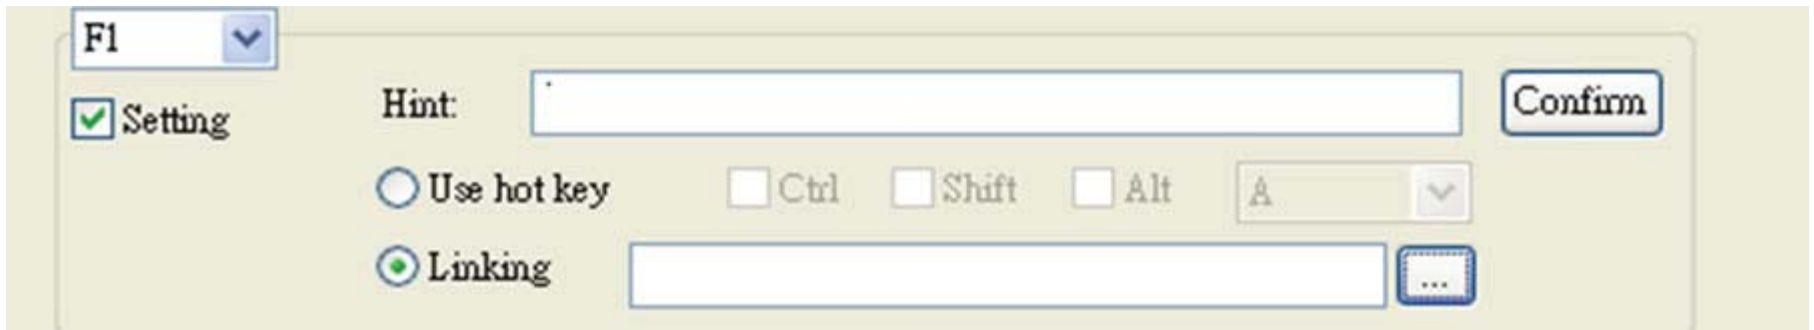 F1
Setting
Hint: Confirm
Use hot key Ctrl Shift Alt A
Linking ...